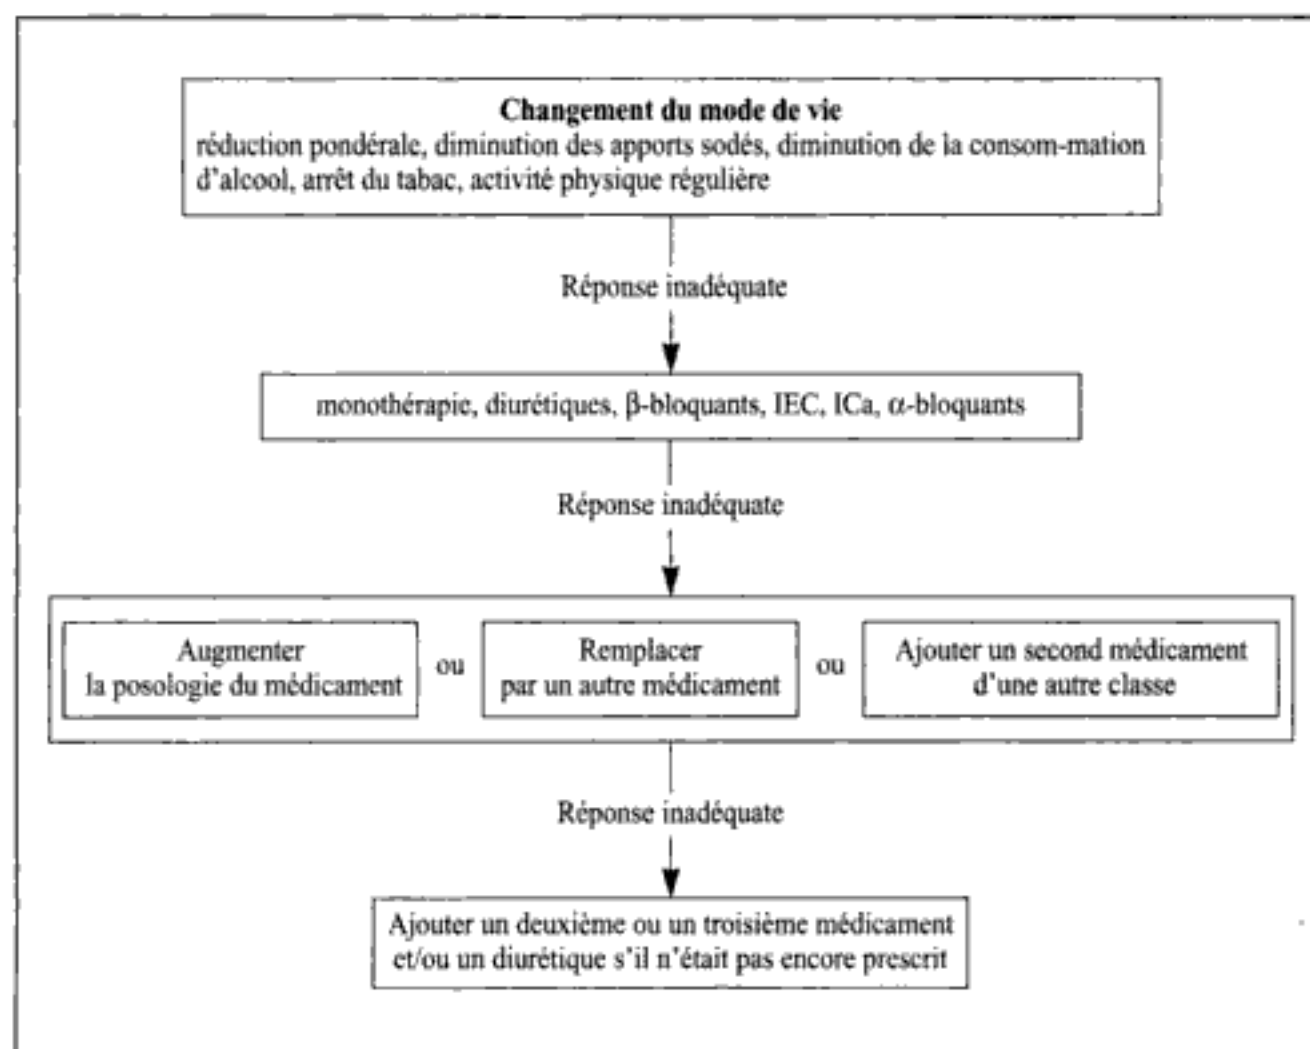 Changement du mode de vie
réduction pondérale, diminution des apports sodés, diminution de la consom-mation
d'alcool, arrêt du tabac, activité physique régulière
Réponse inadéquate
monothérapie, diurétiques, β-bloquants, IEC, ICa, α-bloquants
Réponse inadéquate
Augmenter
la posologie du médicament
ou
Remplacer
par un autre médicament
ou
Ajouter un second médicament
d'une autre classe
Réponse inadéquate
Ajouter un deuxième ou un troisième médicament
et/ou un diurétique s'il n'était pas encore prescrit